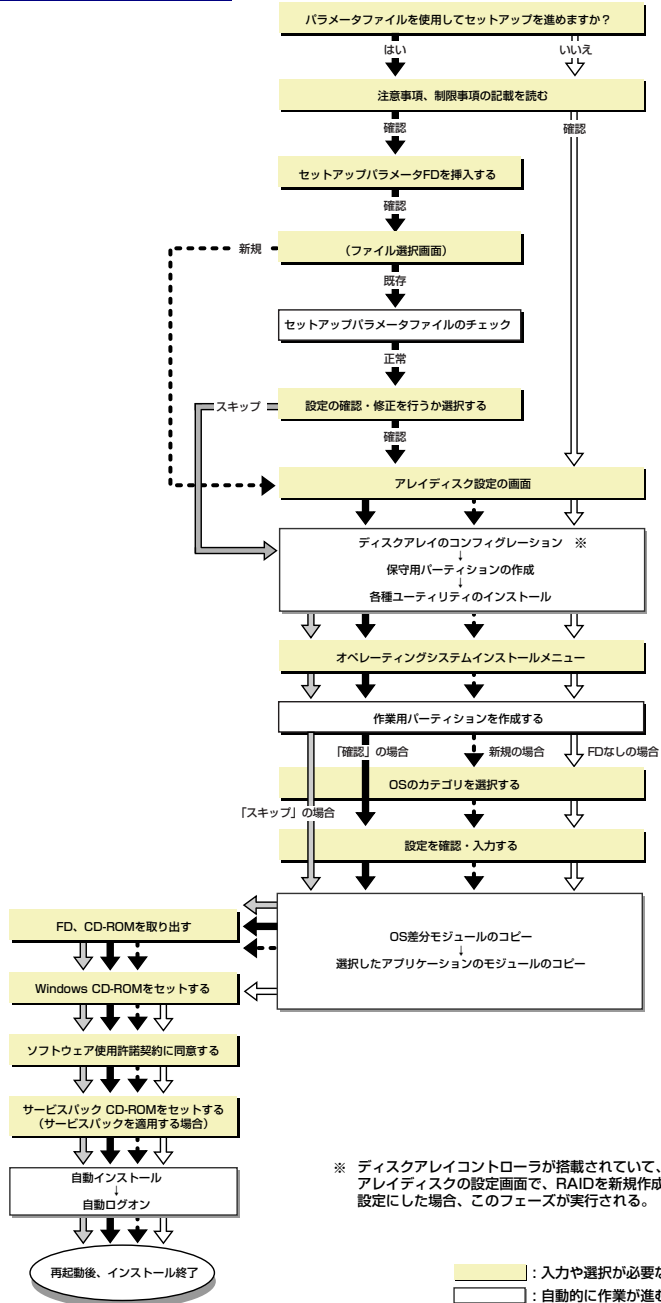 パラメータファイルを使用してセットアップを進めますか？
はい
いいえ
注意事項、制限事項の記載を読む
確認
確認
セットアップパラメータFDを挿入する
確認
新規
（ファイル選択画面）
既存
セットアップパラメータファイルのチェック
正常
スキップ
設定の確認・修正を行うか選択する
確認
アレイディスク設定の画面
ディスクアレイのコンフィグレーション ※
↓
保守用パーティションの作成
↓
各種ユーティリティのインストール
オペレーティングシステムインストールメニュー
作業用パーティションを作成する
「確認」の場合
新規の場合
FDなしの場合
OSのカテゴリを選択する
「スキップ」の場合
設定を確認・入力する
OS差分モジュールのコピー
↓
選択したアプリケーションのモジュールのコピー
FD、CD-ROMを取り出す
Windows CD-ROMをセットする
ソフトウェア使用許諾契約に同意する
サービスパック CD-ROMをセットする
（サービスパックを適用する場合）
自動インストール
↓
自動ログオン
再起動後、インストール終了
※ ディスクアレイコントローラが搭載されていて、
アレイディスクの設定画面で、RAIDを新規作成
設定にした場合、このフェーズが実行される。
：入力や選択が必要な
：自動的に作業が進む